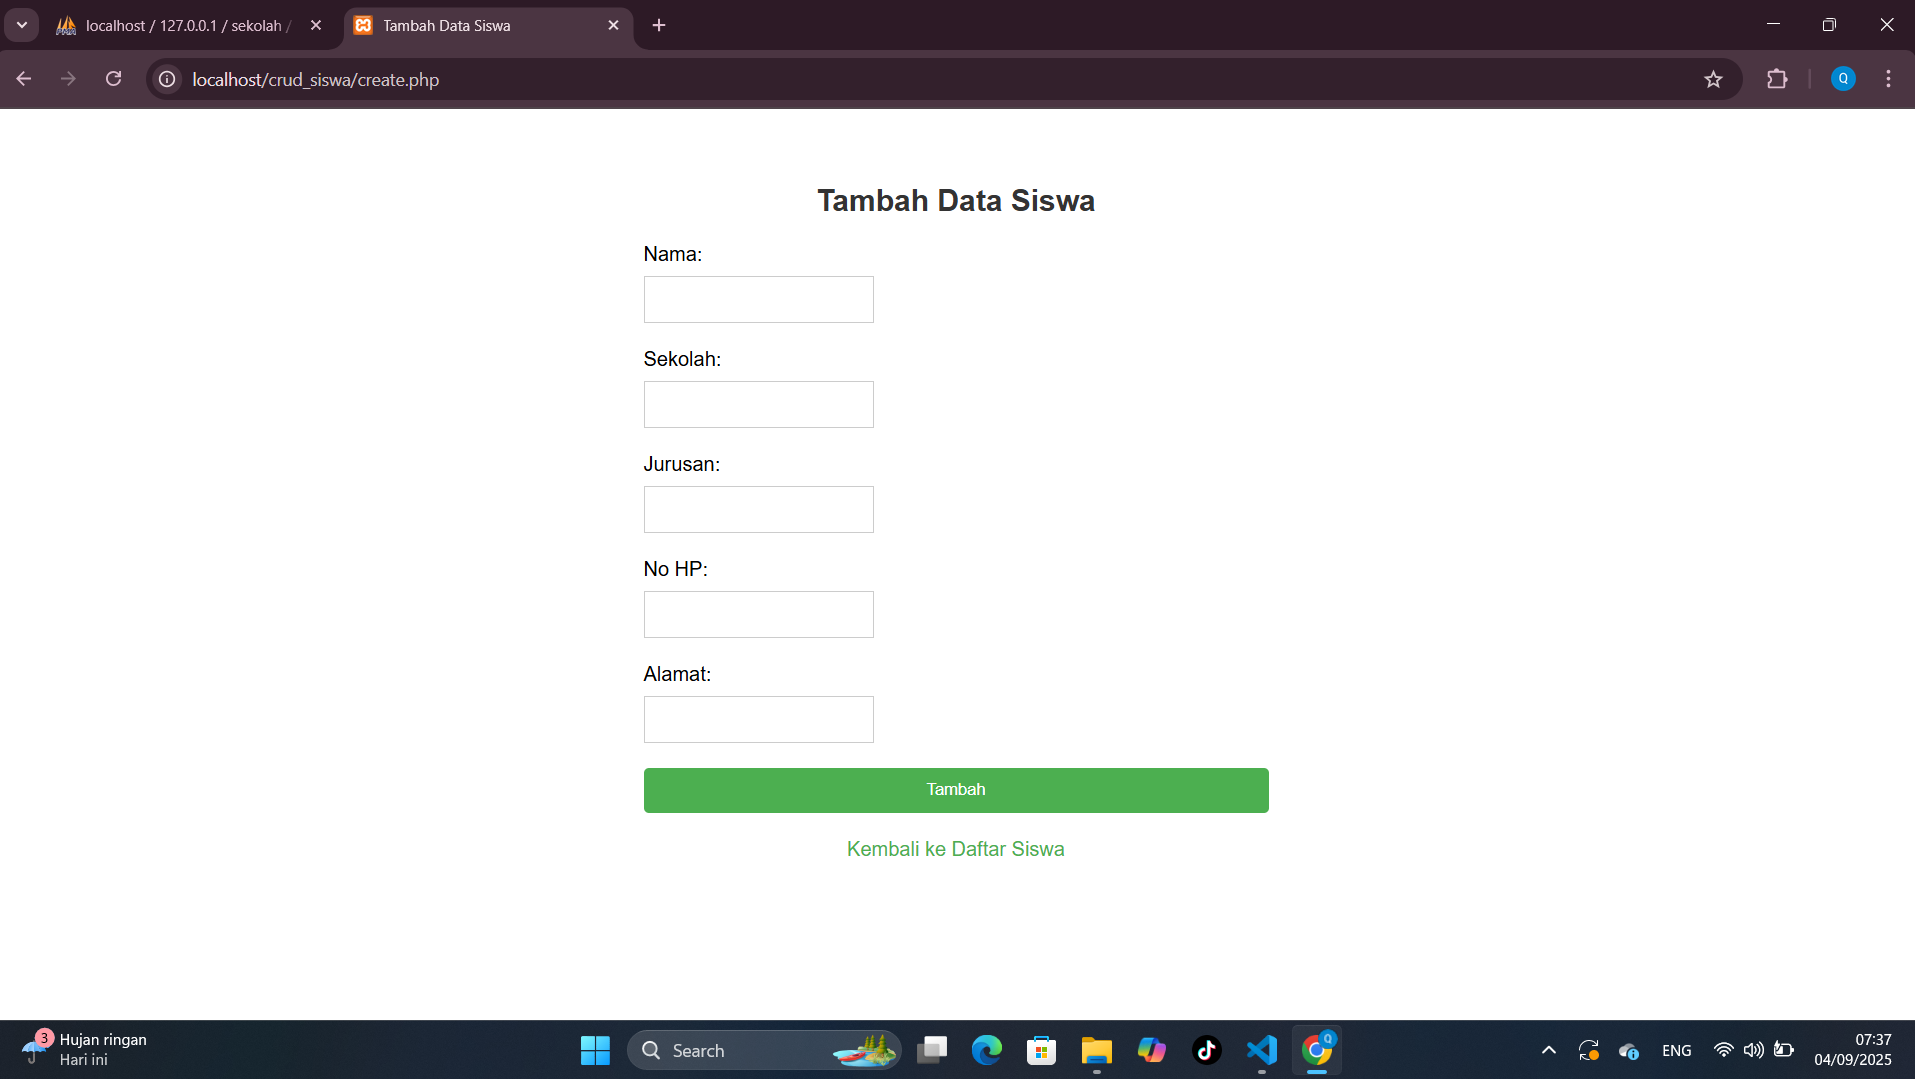 localhost / 127.0.0.1 / sekolah /
Tambah Data Siswa
localhost/crud_siswa/create.php
Q
Tambah Data Siswa
Nama:
Sekolah:
Jurusan:
No HP:
Alamat:
Tambah
Kembali ke Daftar Siswa
3
Hujan ringan
Hari ini
Search
Q
ENG
07:37
04/09/2025